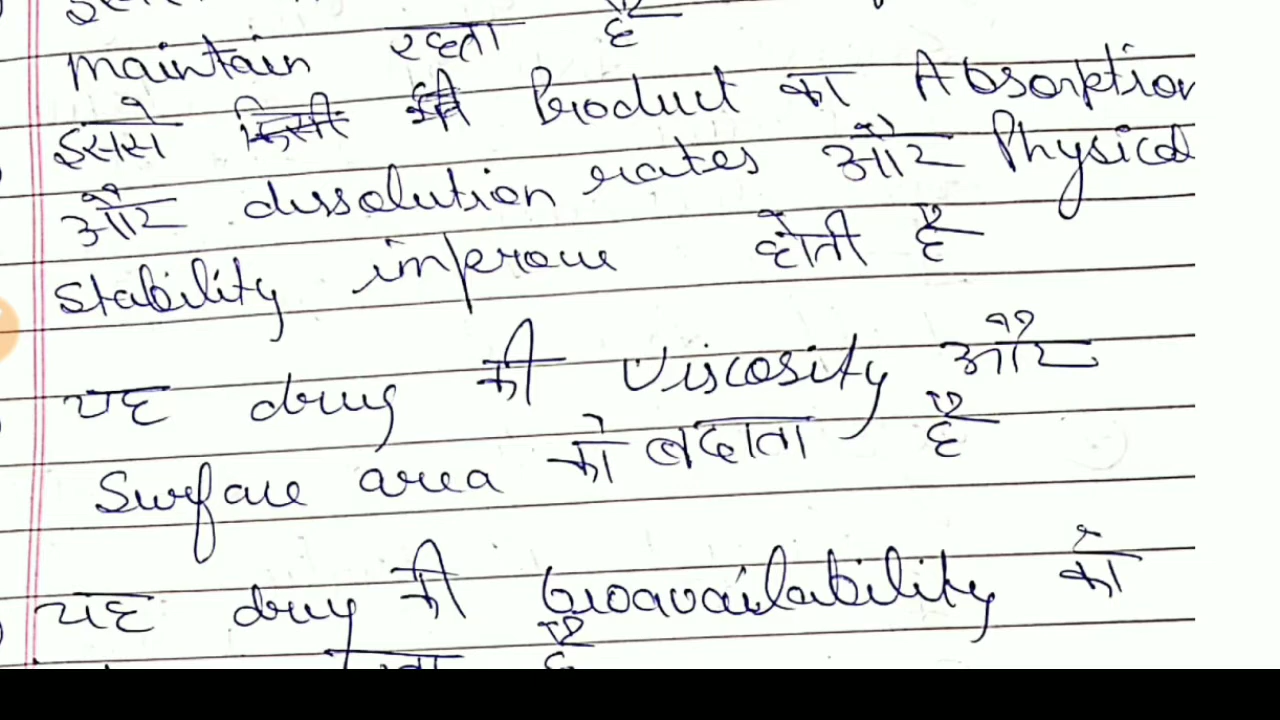 maintain रखता है
इससे किसी भी Product का Absorption
और dissolution rates और Physical
stability improve होती है
यह drug की viscosity और
Surface area को बढाता है
यह drug की bioavailability को